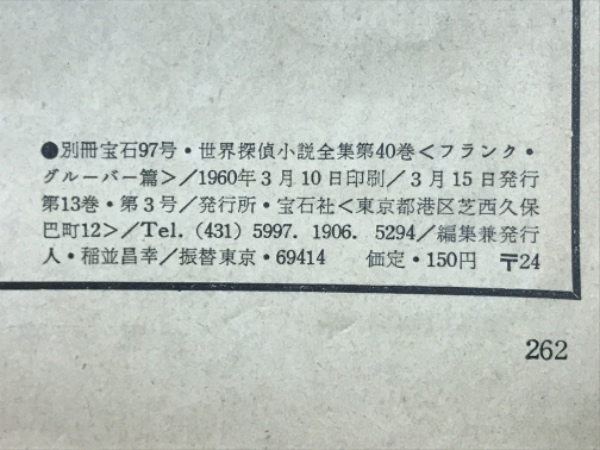 ●別冊宝石97号・世界探偵小説全集第40巻<フランク・
グルーバー篇>/1960年3月10日印刷/3月15日発行
第13巻・第3号/発行所・宝石社<東京都港区芝西久保
巴町12>/Tel. (431) 5997. 1906. 5294/編集兼発行
人・稲並昌幸/振替東京・69414 価定・150円 〒24
262